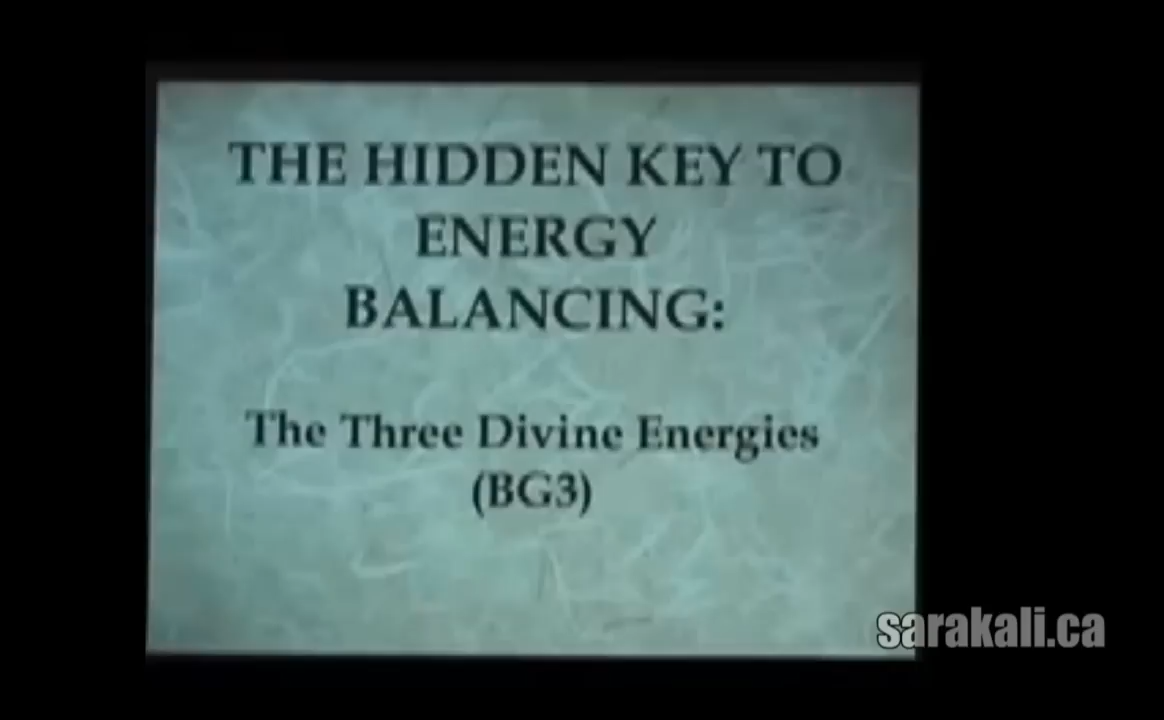 THE HIDDEN KEY TO
ENERGY
BALANCING:
The Three Divine Energies
(BG3)
sarakali.ca